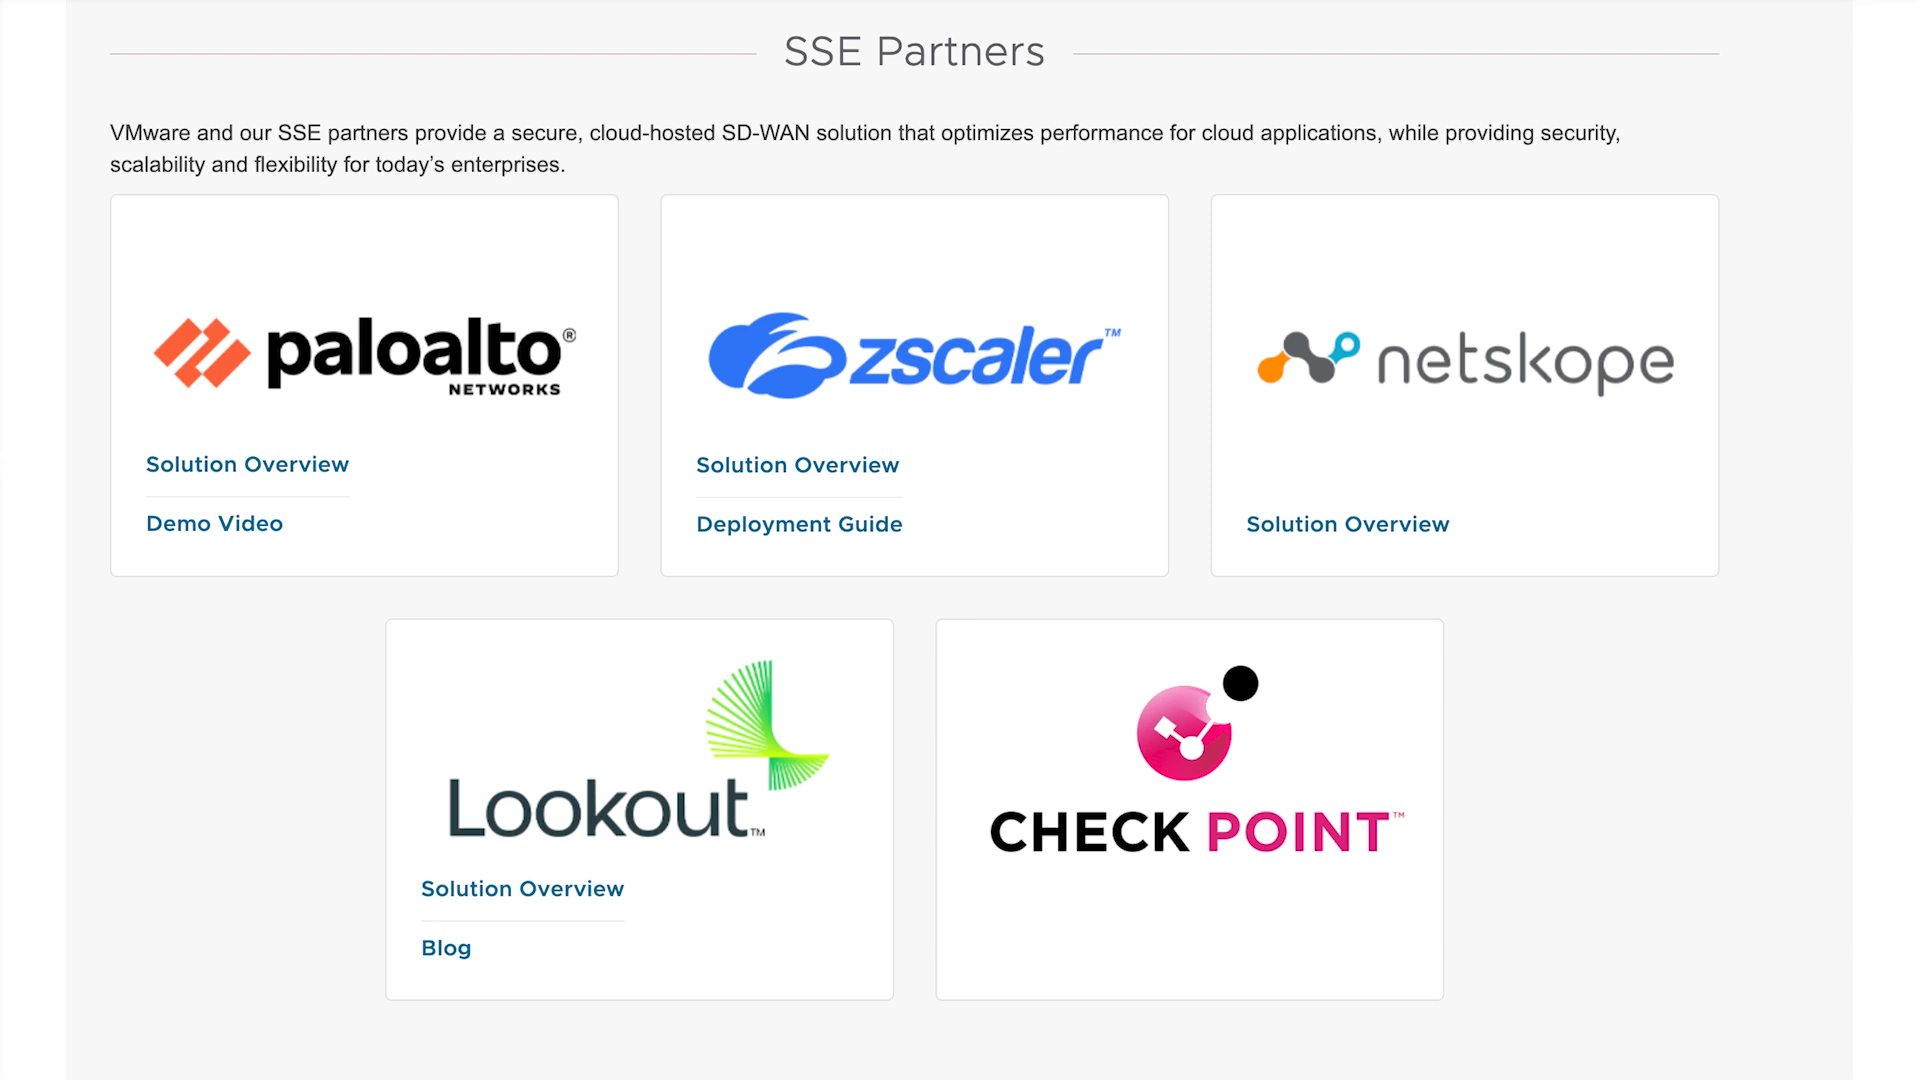 SSE Partners
VMware and our SSE partners provide a secure, cloud-hosted SD-WAN solution that optimizes performance for cloud applications, while providing security,
scalability and flexibility for today’s enterprises.
paloalto®
NETWORKS
Solution Overview
Demo Video
zscaler™
Solution Overview
Deployment Guide
netskope
Solution Overview
Lookout™
Solution Overview
Blog
CHECK POINT™